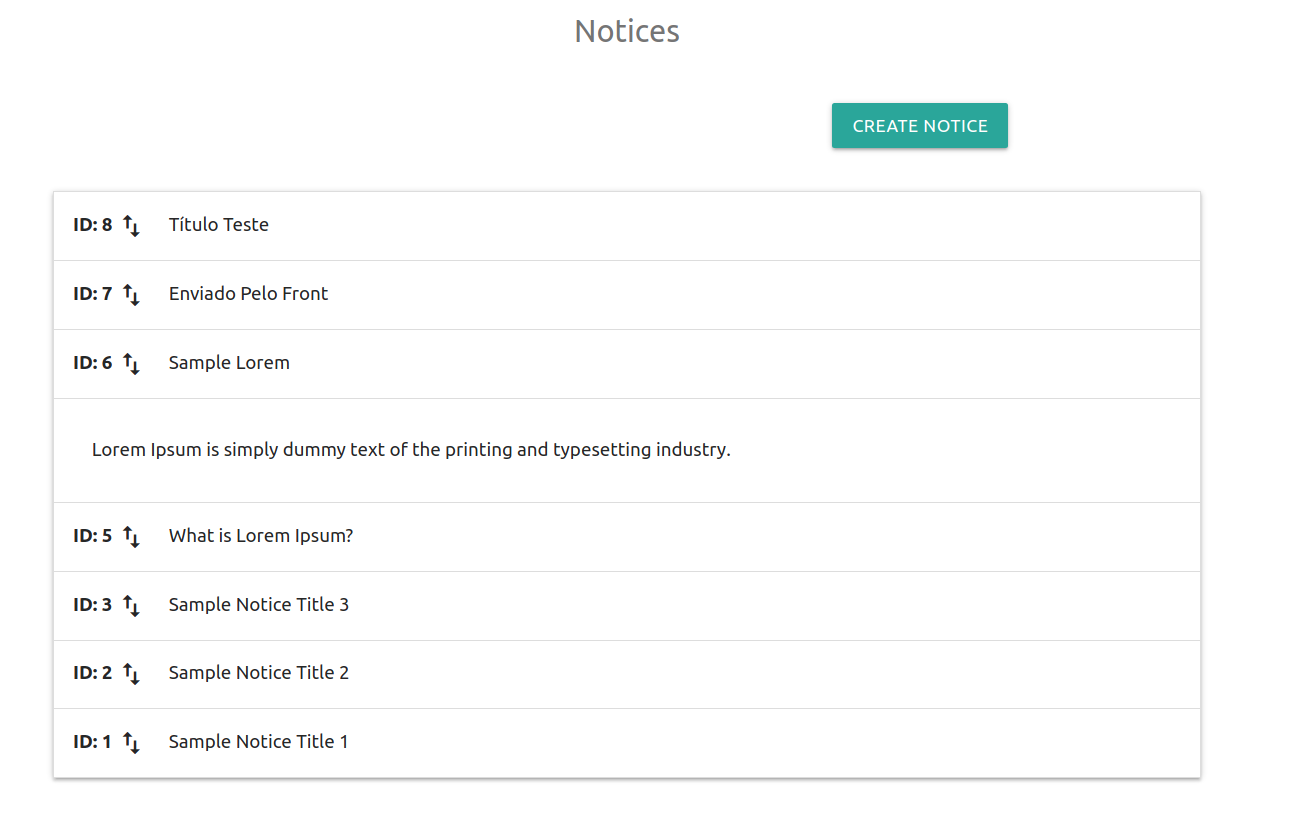 Notices
CREATE NOTICE
ID: 8 Título Teste
ID: 7 Enviado Pelo Front
ID: 6 Sample Lorem
Lorem Ipsum is simply dummy text of the printing and typesetting industry.
ID: 5 What is Lorem Ipsum?
ID: 3 Sample Notice Title 3
ID: 2 Sample Notice Title 2
ID: 1 Sample Notice Title 1